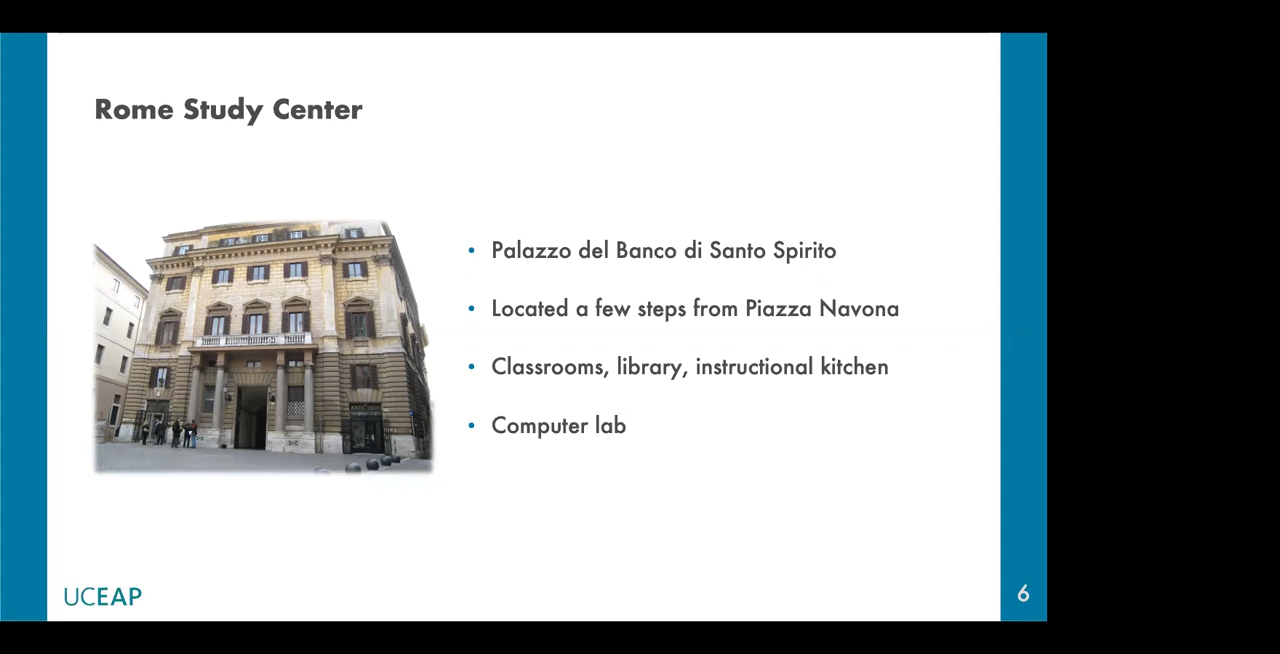 Rome Study Center
• Palazzo del Banco di Santo Spirito
• Located a few steps from Piazza Navona
• Classrooms, library, instructional kitchen
• Computer lab
UCEAP
6